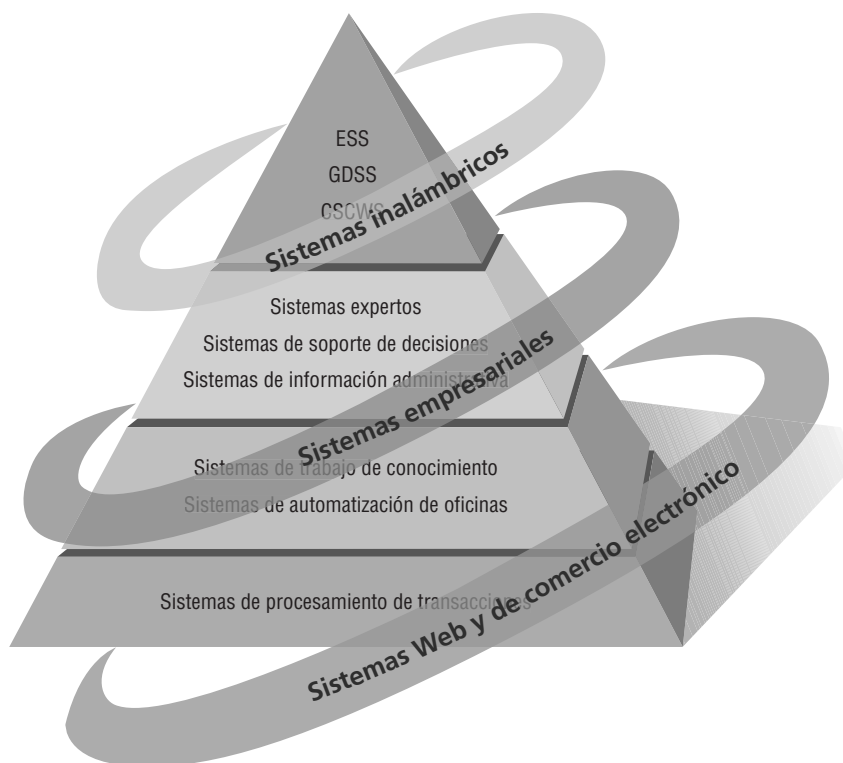 ESS
GDSS
CSCWS
Sistemas inalámbricos
Sistemas expertos
Sistemas de soporte de decisiones
Sistemas de información administrativa
Sistemas empresariales
Sistemas de trabajo de conocimiento
Sistemas de automatización de oficinas
Sistemas de procesamiento de transacciones
Sistemas Web y de comercio electrónico